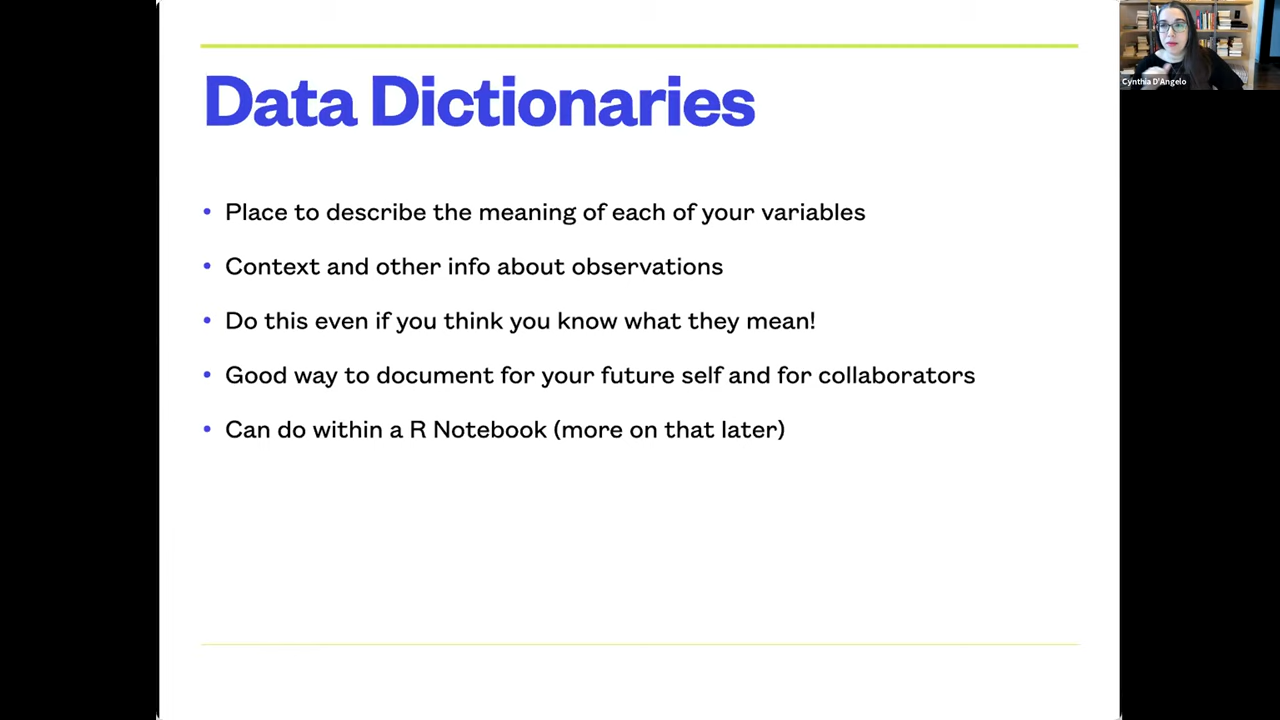 Cynthia D'Angelo
Data Dictionaries
• Place to describe the meaning of each of your variables
• Context and other info about observations
• Do this even if you think you know what they mean!
• Good way to document for your future self and for collaborators
• Can do within a R Notebook (more on that later)